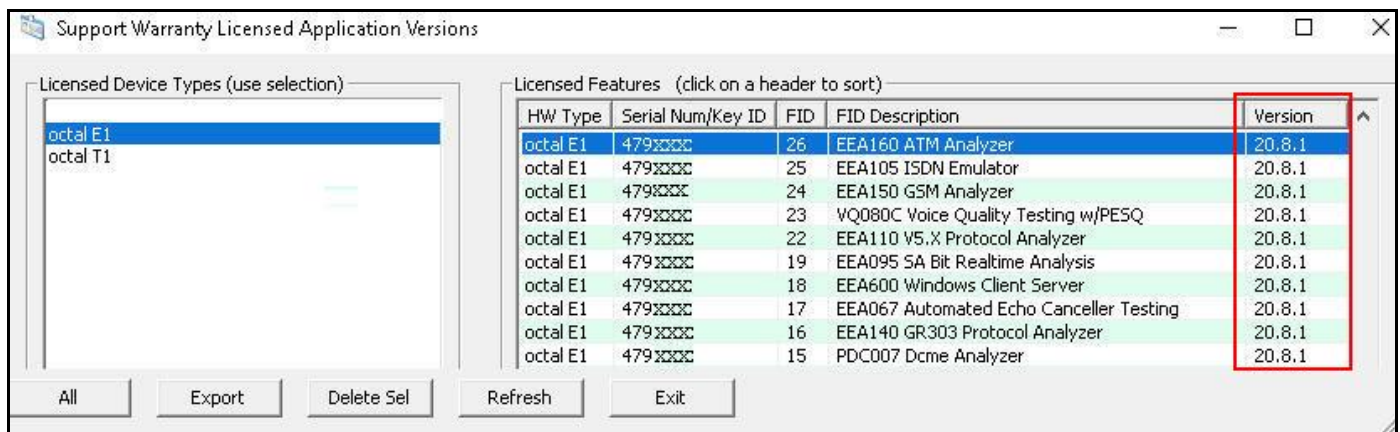 Support Warranty Licensed Application Versions
Licensed Device Types (use selection)
octal E1
octal T1
Licensed Features (click on a header to sort)
HW Type Serial Num/Key ID FID FID Description Version
octal E1 479XXXX 26 EEA160 ATM Analyzer 20.8.1
octal E1 479XXXX 25 EEA105 ISDN Emulator 20.8.1
octal E1 479XXXX 24 EEA150 GSM Analyzer 20.8.1
octal E1 479XXXX 23 VQ080C Voice Quality Testing w/PESQ 20.8.1
octal E1 479XXXX 22 EEA110 V5.X Protocol Analyzer 20.8.1
octal E1 479XXXX 19 EEA095 SA Bit Realtime Analysis 20.8.1
octal E1 479XXXX 18 EEA600 Windows Client Server 20.8.1
octal E1 479XXXX 17 EEA067 Automated Echo Canceller Testing 20.8.1
octal E1 479XXXX 16 EEA140 GR303 Protocol Analyzer 20.8.1
octal E1 479XXXX 15 PDC007 Dcme Analyzer 20.8.1
All Export Delete Sel Refresh Exit